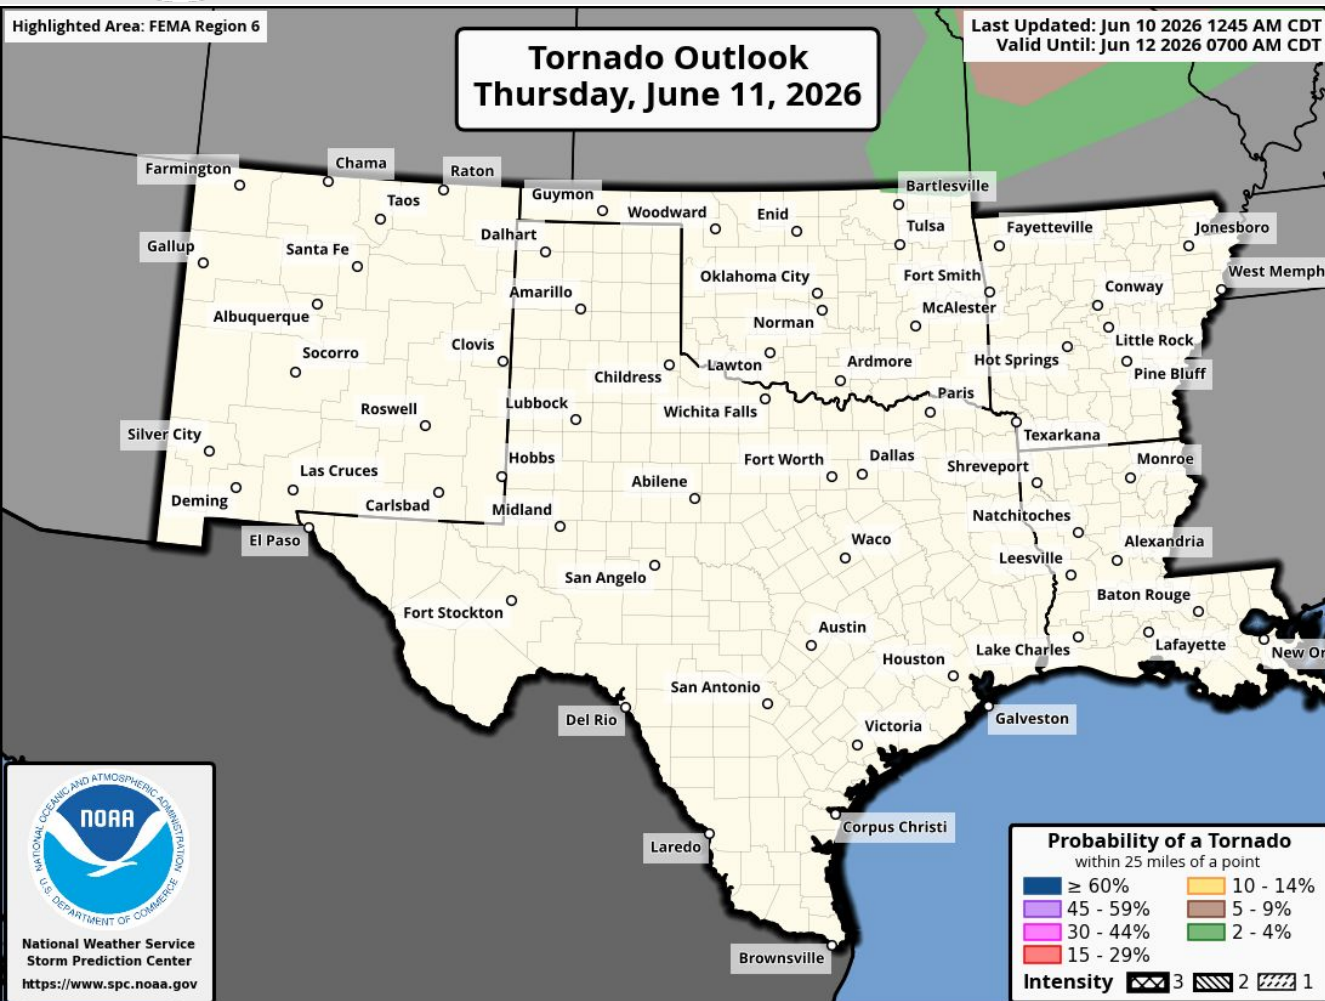 Highlighted Area: FEMA Region 6
Last Updated: Jun 10 2026 1245 AM CDT
Valid Until: Jun 12 2026 0700 AM CDT
Tornado Outlook
Thursday, June 11, 2026
Farmington
Chama
Raton
Taos
Guymon
Woodward
Enid
Bartlesville
Tulsa
Fayetteville
Jonesboro
Gallup
Santa Fe
Dalhart
Oklahoma City
Fort Smith
West Memph
Amarillo
Conway
Albuquerque
Norman
McAlester
Socorro
Clovis
Little Rock
Childress
Lawton
Ardmore
Hot Springs
Pine Bluff
Roswell
Lubbock
Wichita Falls
Paris
Silver City
Texarkana
Las Cruces
Hobbs
Fort Worth
Dallas
Shreveport
Monroe
Deming
Carlsbad
Midland
Abilene
Natchitoches
El Paso
Waco
Leesville
Alexandria
San Angelo
Baton Rouge
Fort Stockton
Austin
Lake Charles
Lafayette
New Or
Houston
San Antonio
Del Rio
Galveston
Victoria
Corpus Christi
Laredo
Brownsville
NATIONAL OCEANIC AND ATMOSPHERIC ADMINISTRATION
NOAA
U.S. DEPARTMENT OF COMMERCE
National Weather Service
Storm Prediction Center
https://www.spc.noaa.gov
Probability of a Tornado
within 25 miles of a point
≥ 60%
10 - 14%
45 - 59%
5 - 9%
30 - 44%
2 - 4%
15 - 29%
Intensity 3 2 1